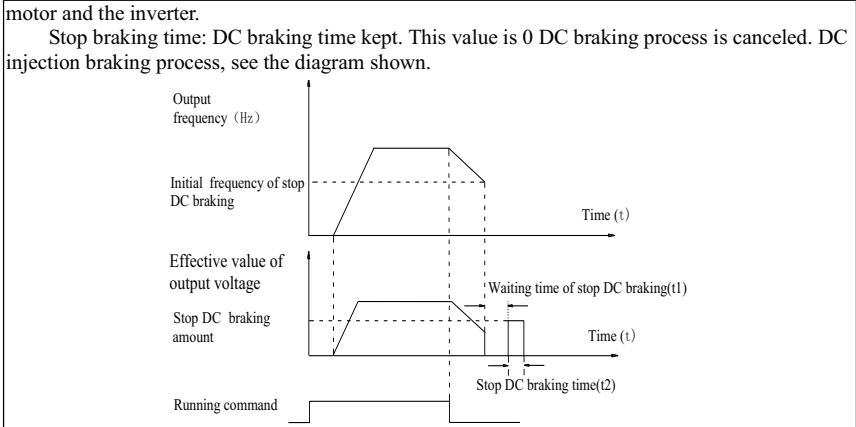 motor and the inverter.
Stop braking time: DC braking time kept. This value is 0 DC braking process is canceled. DC
injection braking process, see the diagram shown.
Output
frequency（Hz）
Initial frequency of stop
DC braking
Time (t)
Effective value of
output voltage
Waiting time of stop DC braking(t1)
Stop DC braking
amount
Time (t)
Stop DC braking time(t2)
Running command